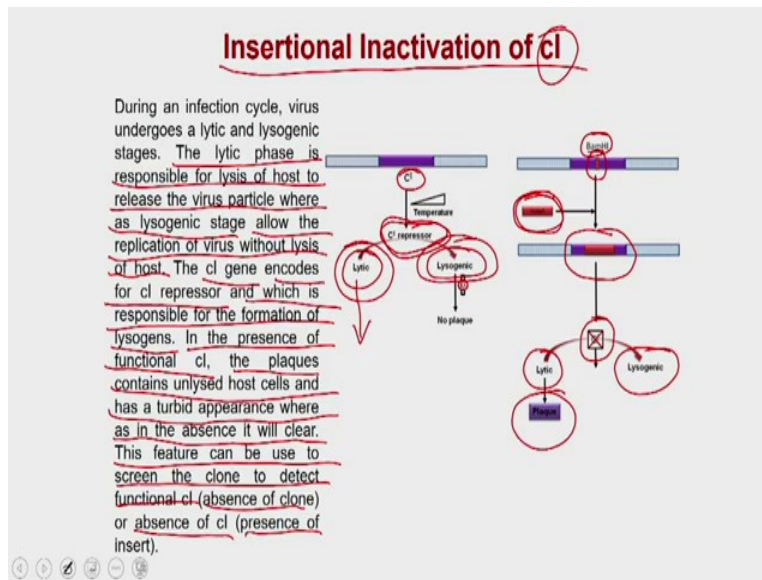 Insertional Inactivation of cI
During an infection cycle, virus
undergoes a lytic and lysogenic
stages. The lytic phase is
responsible for lysis of host to
release the virus particle where
as lysogenic stage allow the
replication of virus without lysis
of host. The cI gene encodes
for cI repressor and which is
responsible for the formation of
lysogens. In the presence of
functional cI, the plaques
contains unlysed host cells and
has a turbid appearance where
as in the absence it will clear.
This feature can be use to
screen the clone to detect
functional cI (absence of clone)
or absence of cI (presence of
insert).
C¹
Temperature
C¹ repressor
Lytic
Lysogenic
No plaque
BamHI
Lytic
Lysogenic
Plaque